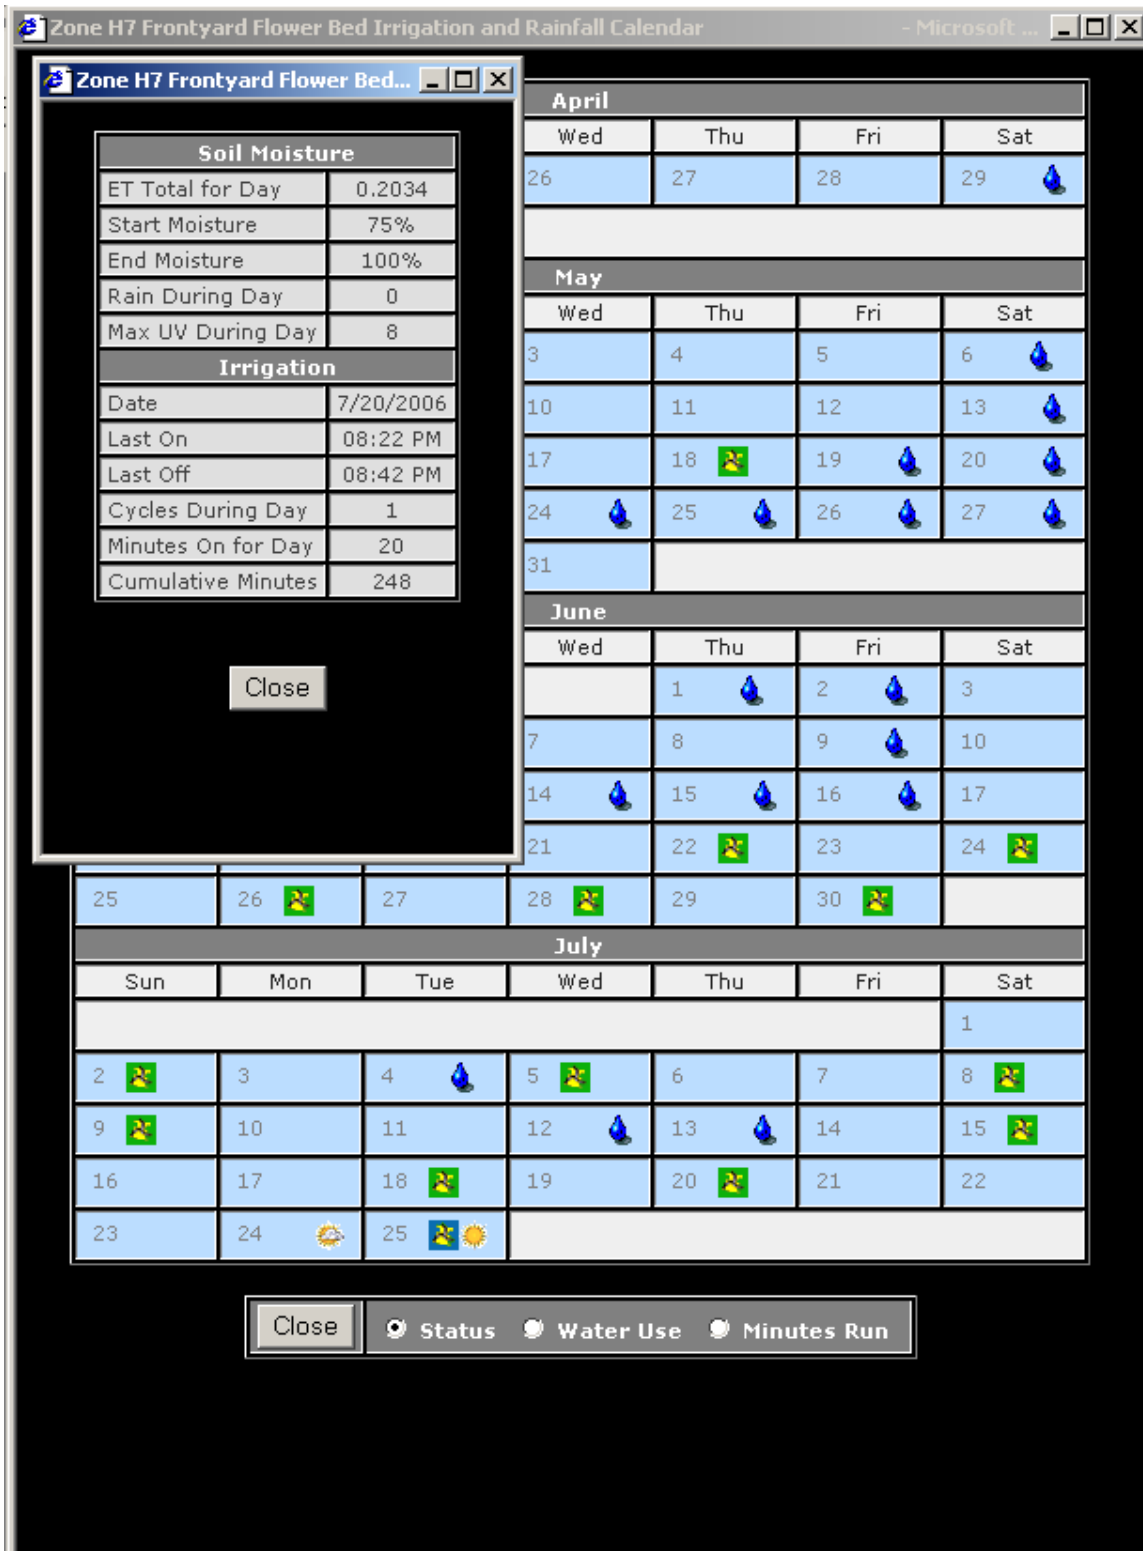 Zone H7 Frontyard Flower Bed Irrigation and Rainfall Calendar - Microsoft ...
Zone H7 Frontyard Flower Bed...
Soil Moisture
ET Total for Day 0.2034
Start Moisture 75%
End Moisture 100%
Rain During Day 0
Max UV During Day 8
Irrigation
Date 7/20/2006
Last On 08:22 PM
Last Off 08:42 PM
Cycles During Day 1
Minutes On for Day 20
Cumulative Minutes 248
Close
April
Wed Thu Fri Sat
26 27 28 29
May
Wed Thu Fri Sat
3 4 5 6
10 11 12 13
17 18 19 20
24 25 26 27
31
June
Wed Thu Fri Sat
1 2 3
7 8 9 10
14 15 16 17
21 22 23 24
25 26 27 28 29 30
July
Sun Mon Tue Wed Thu Fri Sat
1
2 3 4 5 6 7 8
9 10 11 12 13 14 15
16 17 18 19 20 21 22
23 24 25
Close Status Water Use Minutes Run